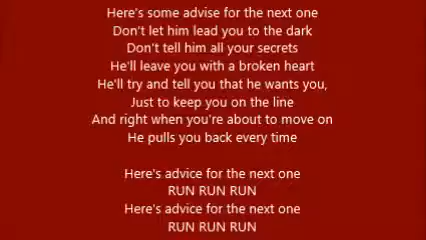 Here's some advise for the next one
Don't let him lead you to the dark
Don't tell him all your secrets
He'll leave you with a broken heart
He'll try and tell you that he wants you,
Just to keep you on the line
And right when you're about to move on
He pulls you back every time

Here's advice for the next one
RUN RUN RUN
Here's advice for the next one
RUN RUN RUN